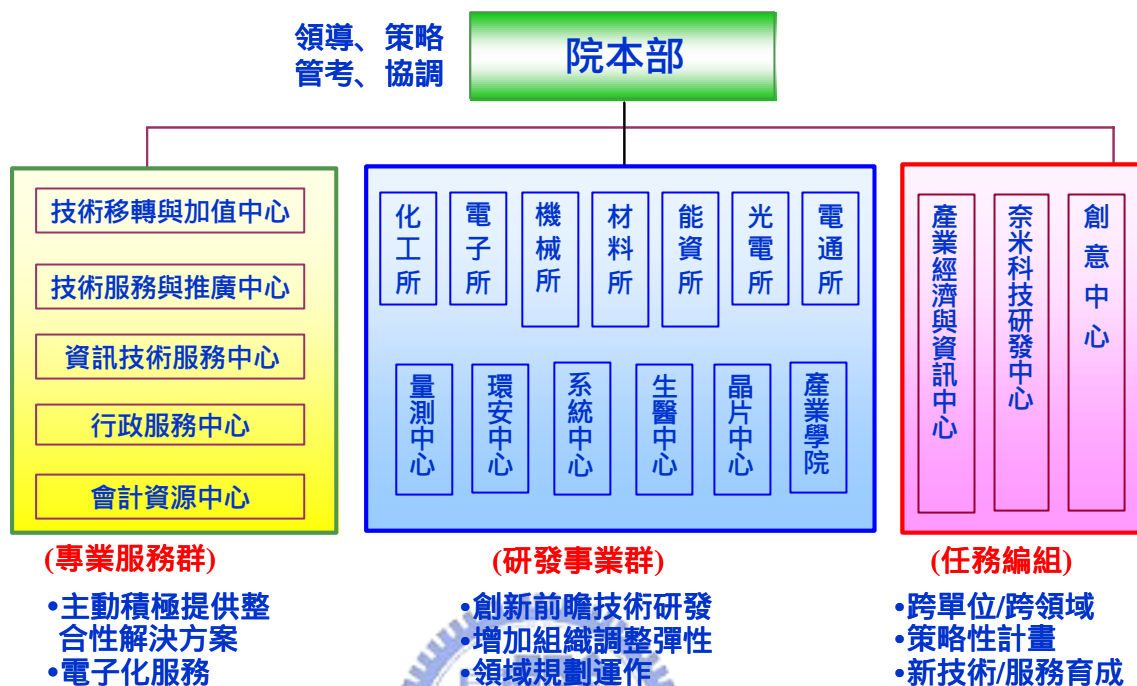 領導、策略
管考、協調
院本部
技術移轉與加值中心
技術服務與推廣中心
資訊技術服務中心
行政服務中心
會計資源中心
(專業服務群)
•主動積極提供整
合性解決方案
•電子化服務
化工所
電子所
機械所
材料所
能資所
光電所
電通所
量測中心
環安中心
系統中心
生醫中心
晶片中心
產業學院
(研發事業群)
•創新前瞻技術研發
•增加組織調整彈性
•領域規劃運作
產業經濟與資訊中心
奈米科技研發中心
創意中心
(任務編組)
•跨單位/跨領域
•策略性計畫
•新技術/服務育成